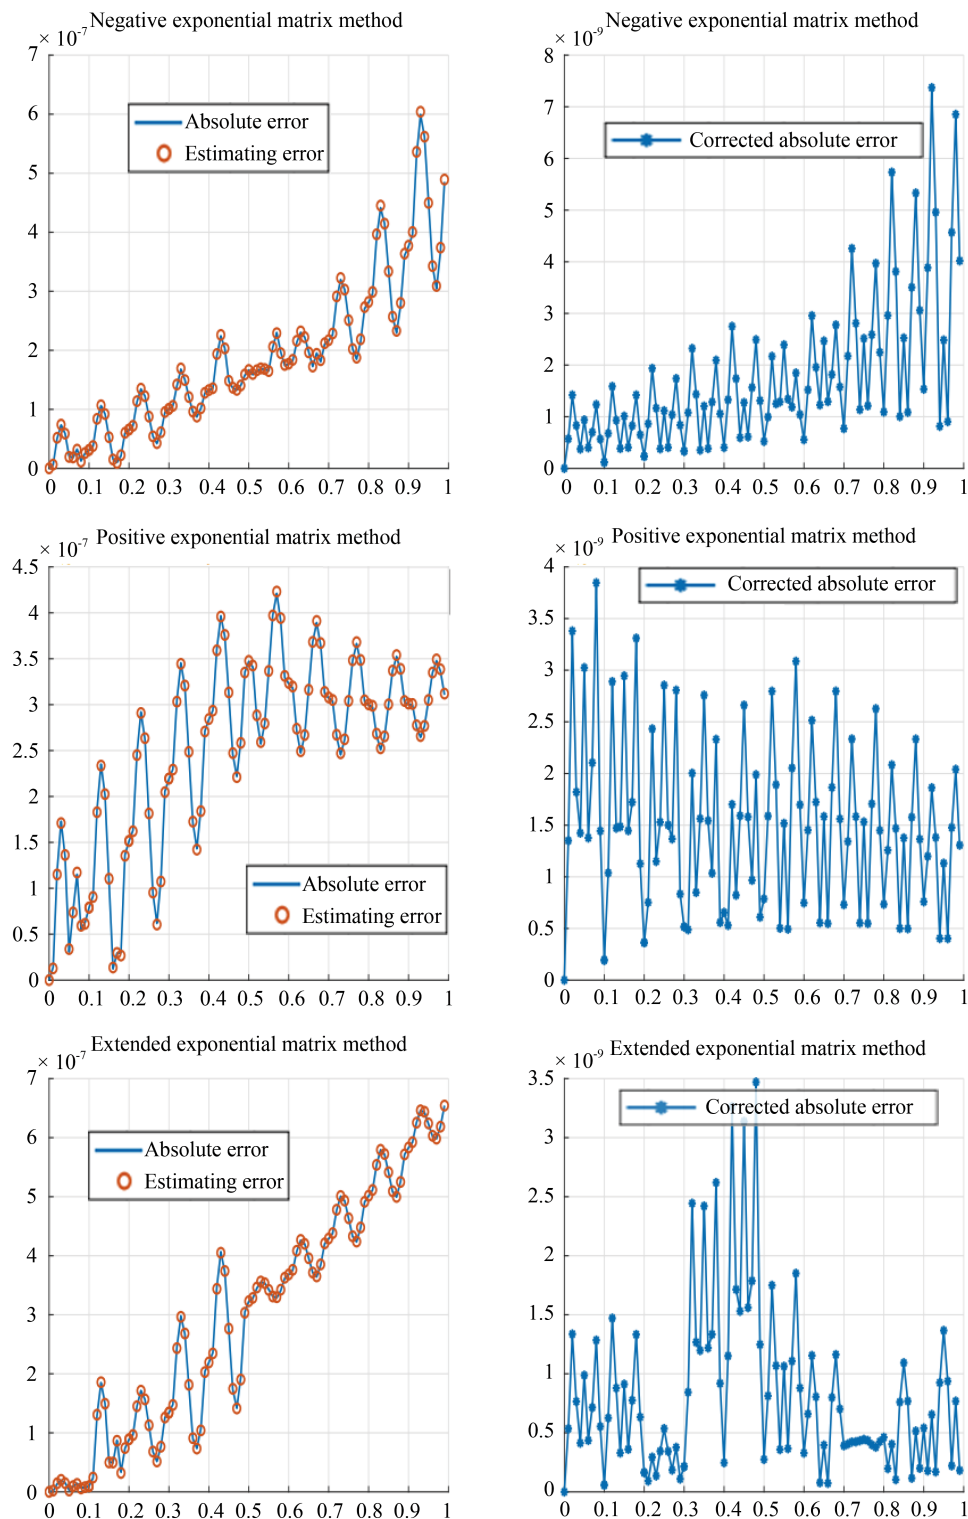 Negative exponential matrix method
× 10-7
7
6
5
4
3
2
1
0
Absolute error
Estimating error
0 0.1 0.2 0.3 0.4 0.5 0.6 0.7 0.8 0.9 1
Negative exponential matrix method
× 10-9
8
7
6
5
4
3
2
1
0
Corrected absolute error
0 0.1 0.2 0.3 0.4 0.5 0.6 0.7 0.8 0.9 1
Positive exponential matrix method
× 10-7
4.5
4
3.5
3
2.5
2
1.5
1
0.5
0
Absolute error
Estimating error
0 0.1 0.2 0.3 0.4 0.5 0.6 0.7 0.8 0.9 1
Positive exponential matrix method
× 10-9
4
3.5
3
2.5
2
1.5
1
0.5
0
Corrected absolute error
0 0.1 0.2 0.3 0.4 0.5 0.6 0.7 0.8 0.9 1
Extended exponential matrix method
× 10-7
7
6
5
4
3
2
1
0
Absolute error
Estimating error
0 0.1 0.2 0.3 0.4 0.5 0.6 0.7 0.8 0.9 1
Extended exponential matrix method
× 10-9
3.5
3
2.5
2
1.5
1
0.5
0
Corrected absolute error
0 0.1 0.2 0.3 0.4 0.5 0.6 0.7 0.8 0.9 1